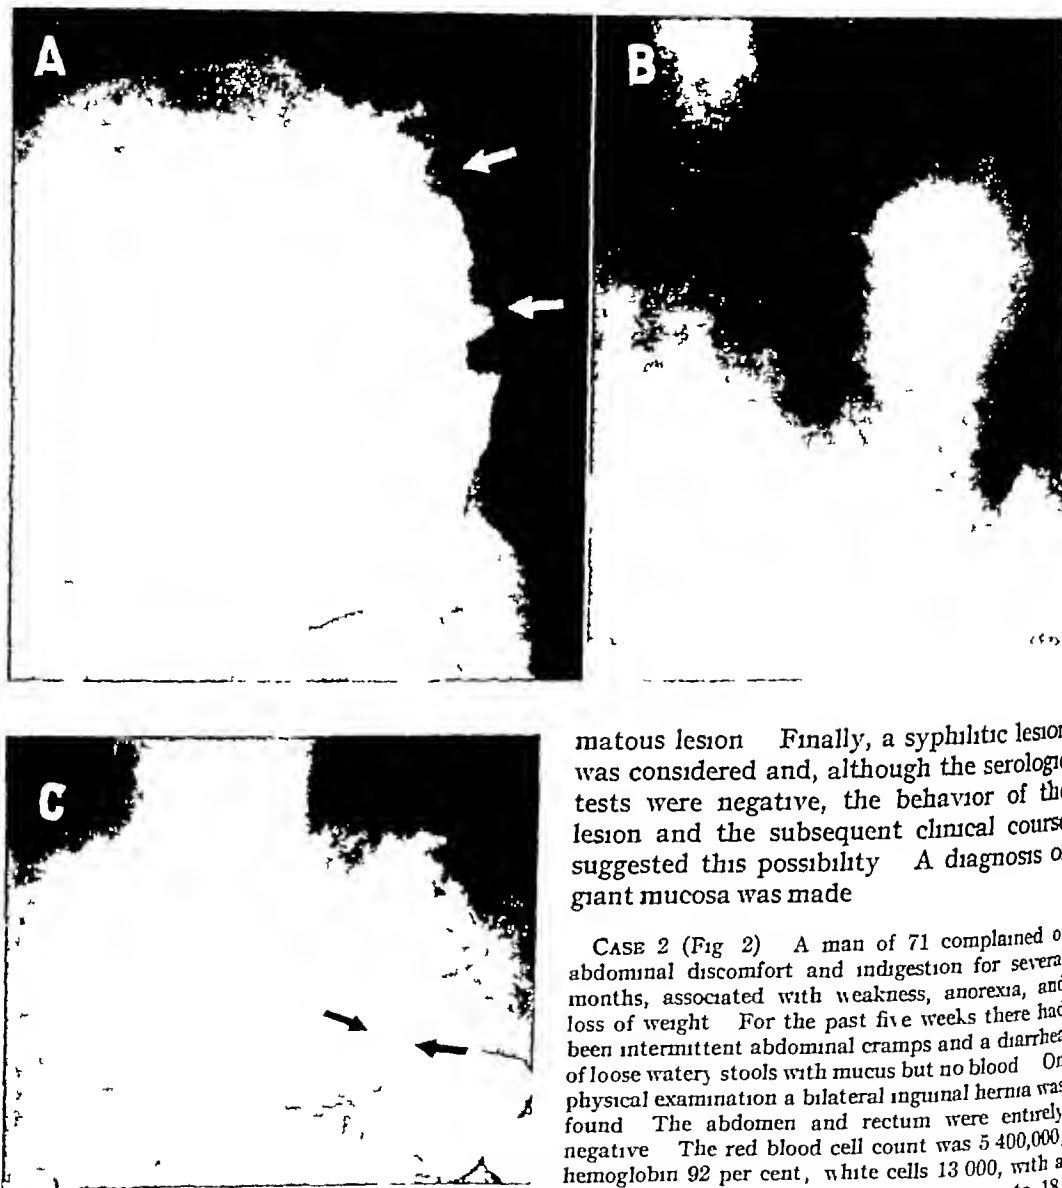 A
B
C
matous lesion Finally, a syphilitic lesion
was considered and, although the serologic
tests were negative, the behavior of the
lesion and the subsequent clinical course
suggested this possibility A diagnosis of
giant mucosa was made
CASE 2 (Fig 2) A man of 71 complained of
abdominal discomfort and indigestion for several
months, associated with weakness, anorexia, and
loss of weight For the past five weeks there had
been intermittent abdominal cramps and a diarrhea
of loose watery stools with mucus but no blood On
physical examination a bilateral inguinal hernia was
found The abdomen and rectum were entirely
negative The red blood cell count was 5 400,000,
hemoglobin 92 per cent, white cells 13 000, with a